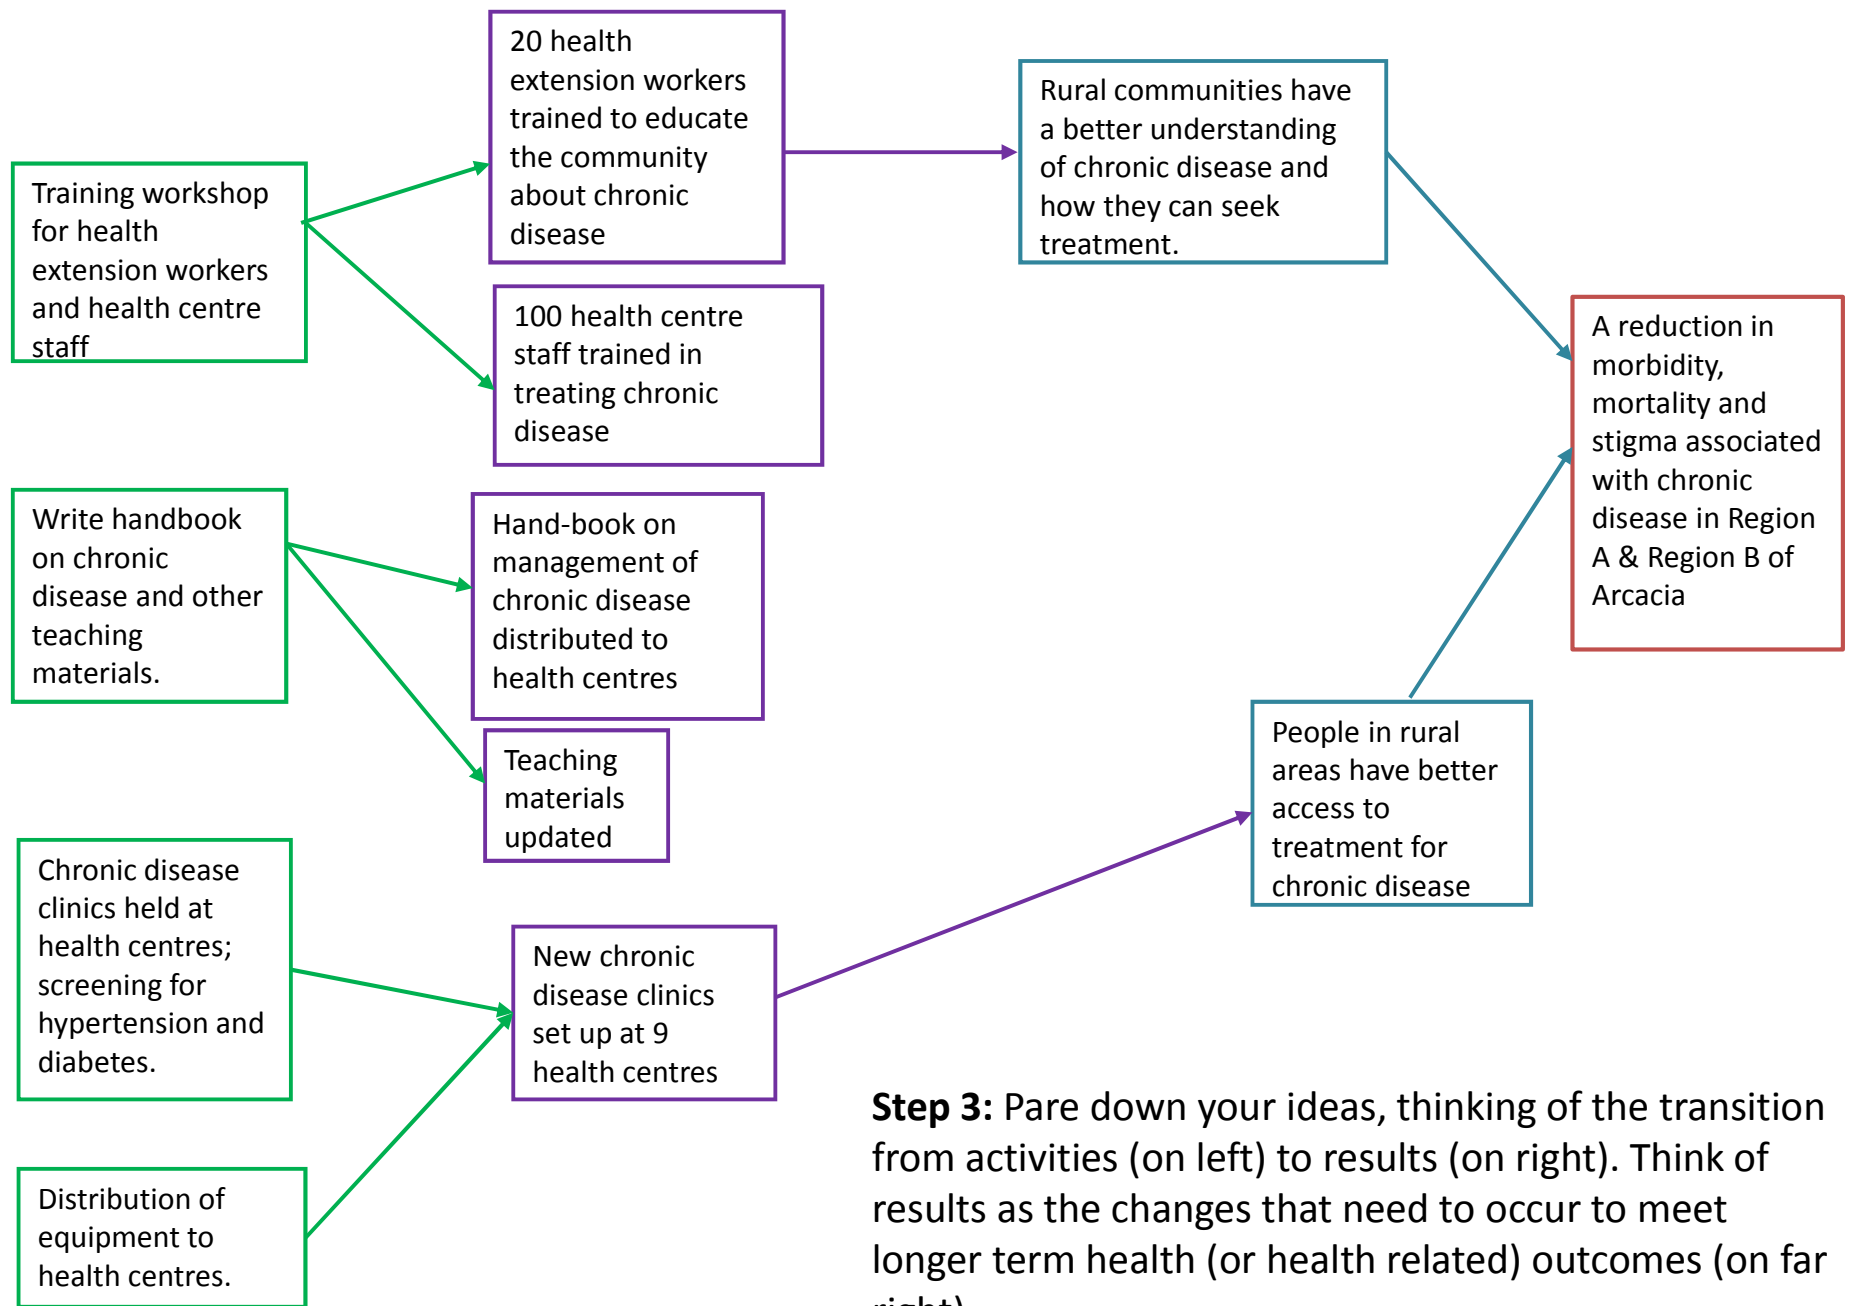 20 health
extension workers
trained to educate
the community
about chronic
disease
Rural communities have
a better understanding
of chronic disease and
how they can seek
treatment.
Training workshop
for health
extension workers
and health centre
staff
100 health centre
staff trained in
treating chronic
disease
A reduction in
morbidity,
mortality and
stigma associated
with chronic
disease in Region
A & Region B of
Arcacia
Write handbook
on chronic
disease and other
teaching
materials.
Hand-book on
management of
chronic disease
distributed to
health centres
Teaching
materials
updated
People in rural
areas have better
access to
treatment for
chronic disease
Chronic disease
clinics held at
health centres;
screening for
hypertension and
diabetes.
New chronic
disease clinics
set up at 9
health centres
Distribution of
equipment to
health centres.
Step 3: Pare down your ideas, thinking of the transition
from activities (on left) to results (on right). Think of
results as the changes that need to occur to meet
longer term health (or health related) outcomes (on far
right)